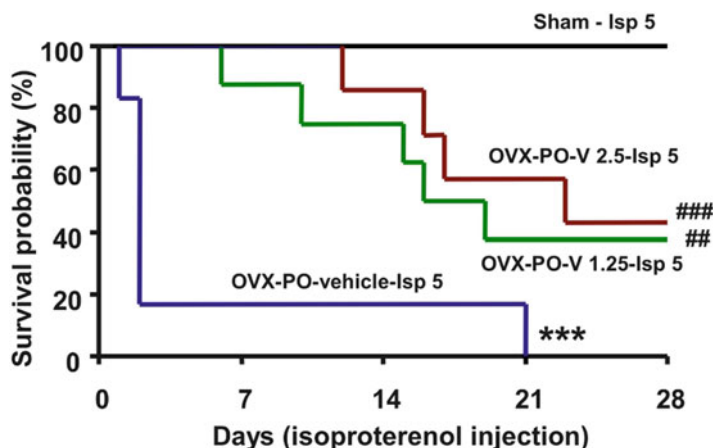 Sham - Isp 5
100
80
60
40
20
0
Survival probability (%)
OVX-PO-V 2.5-Isp 5
###
##
OVX-PO-V 1.25-Isp 5
OVX-PO-vehicle-Isp 5
***
0 7 14 21 28
Days (isoproterenol injection)